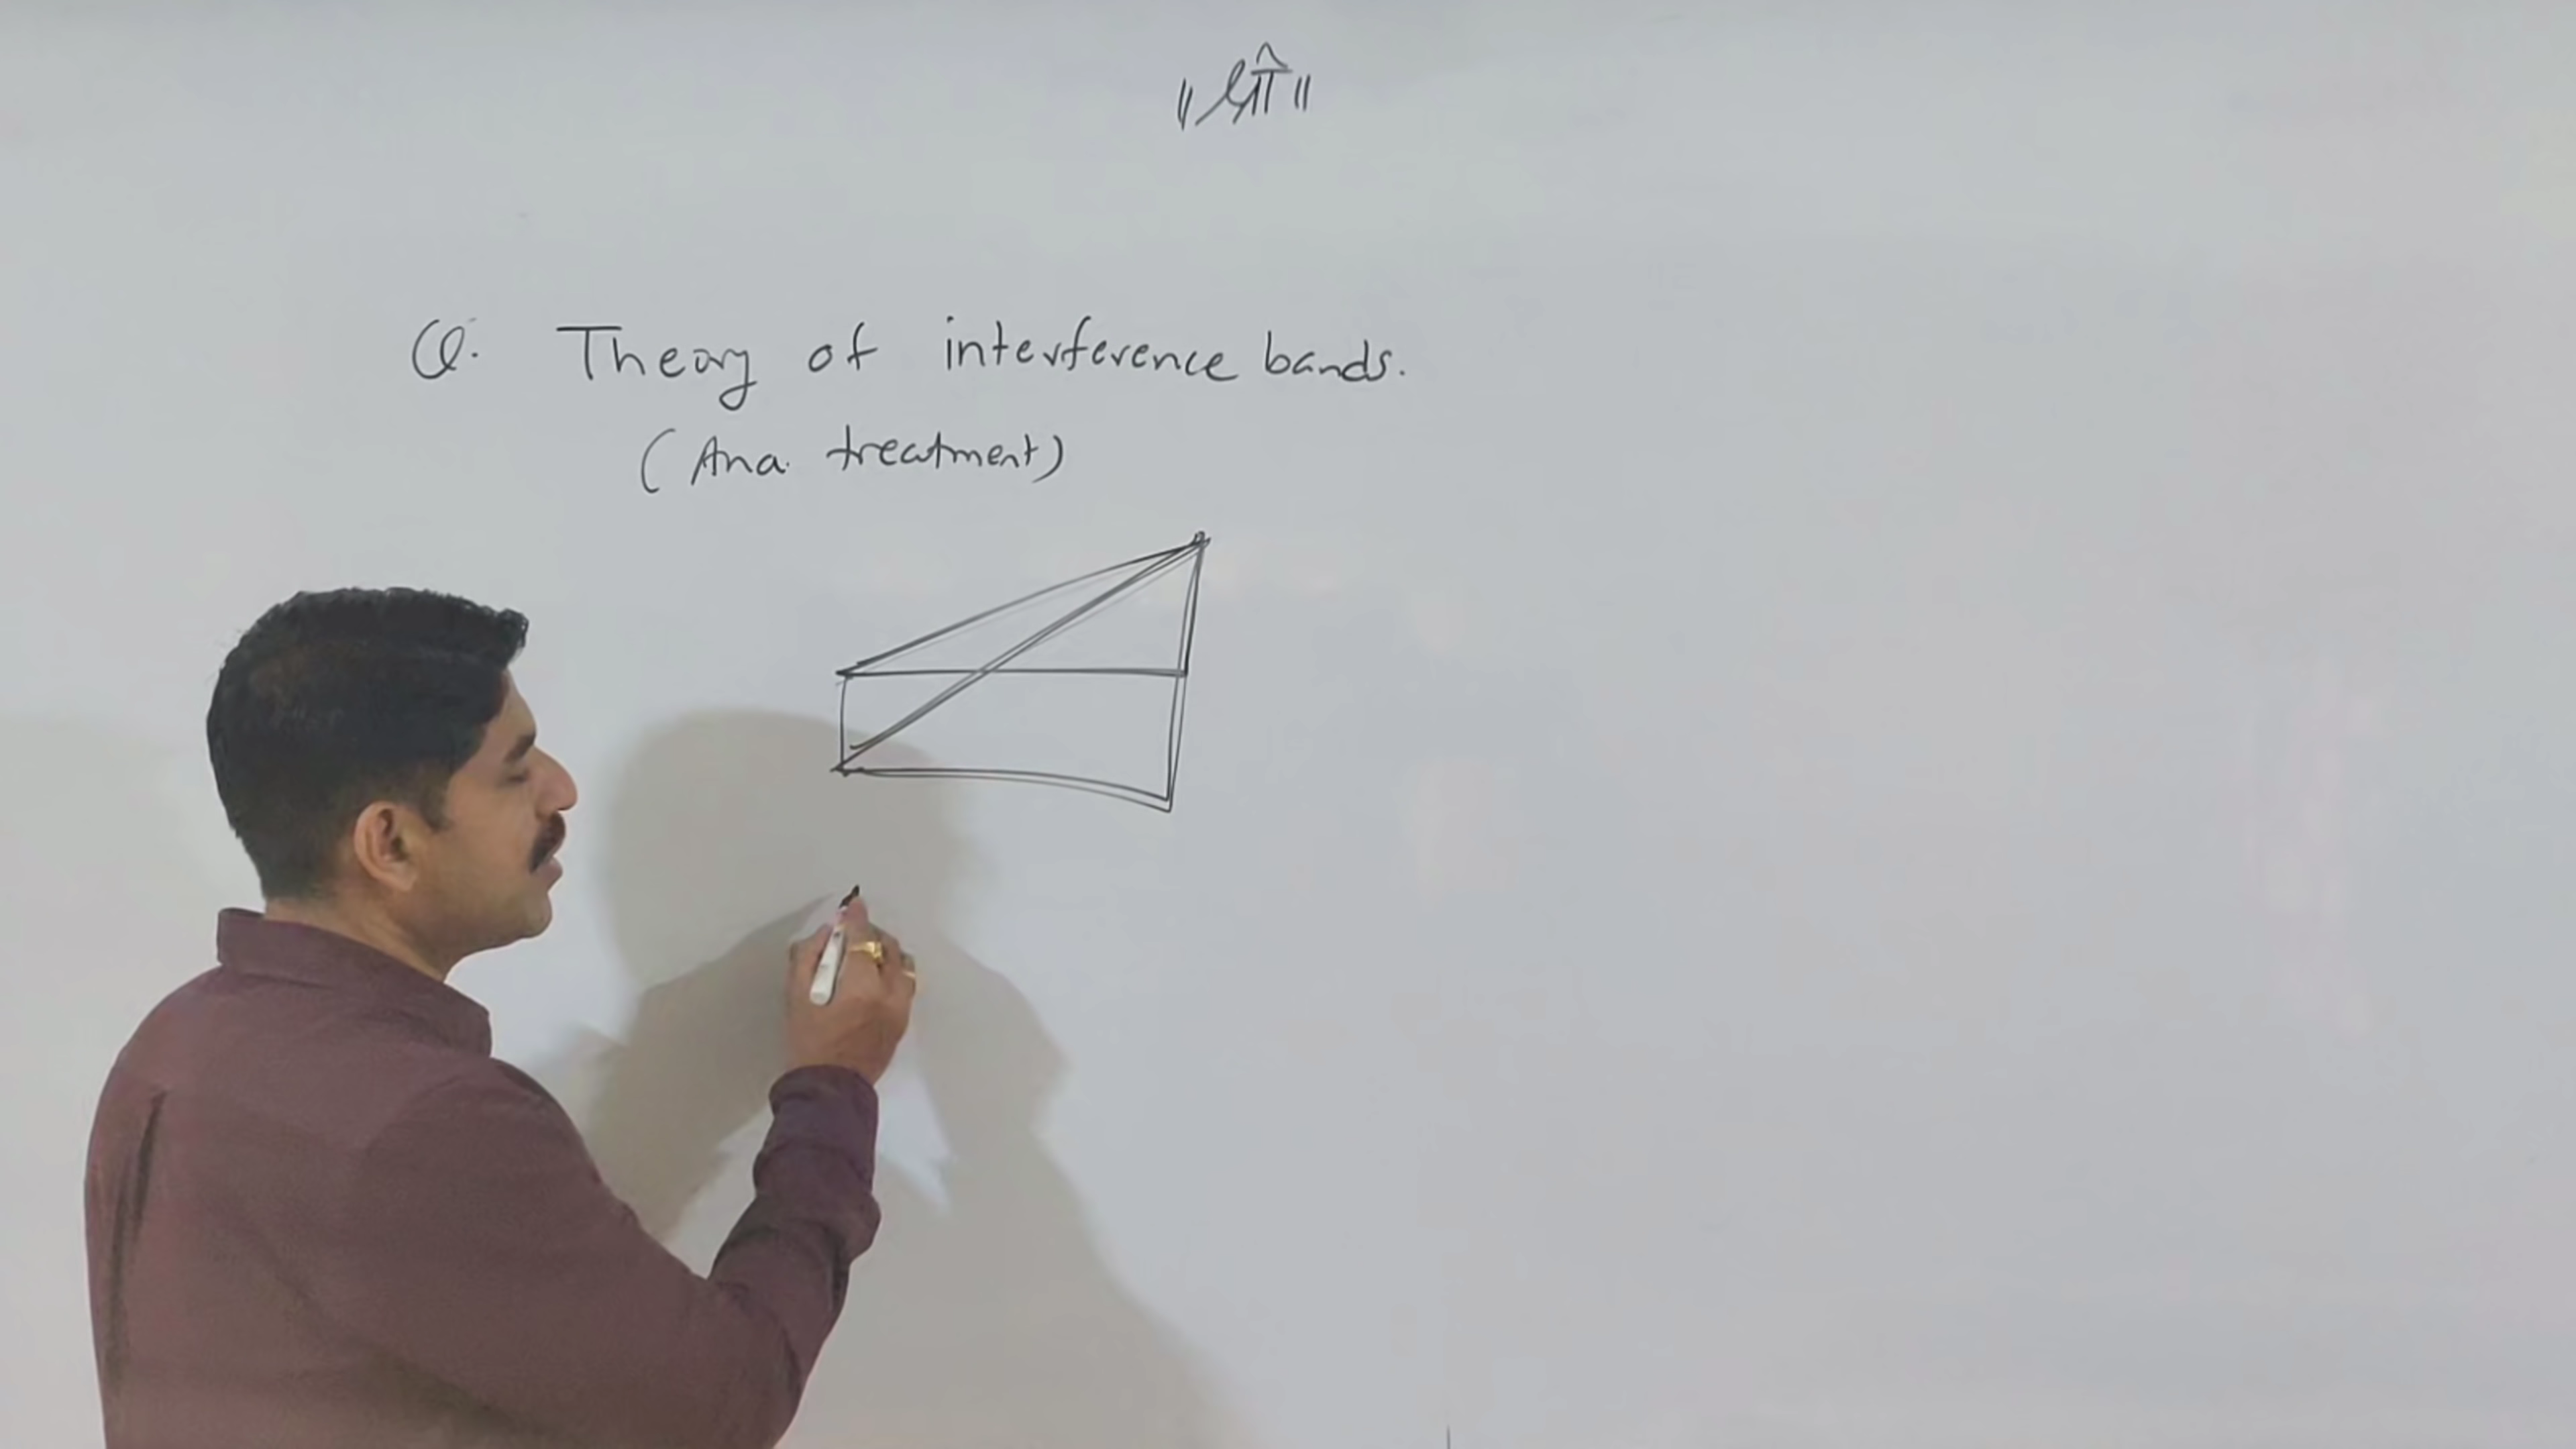 ॥ श्री ॥
Q. Theory of interference bands.
(Ana. treatment)